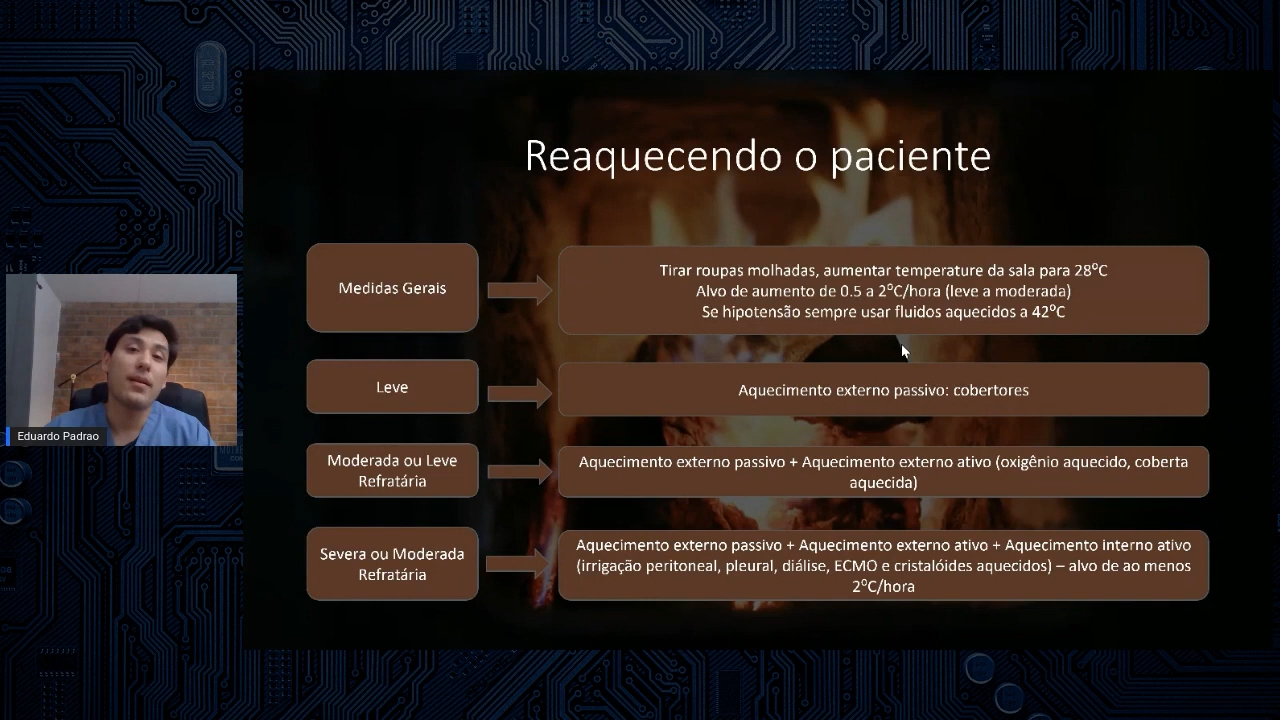 Reaquecendo o paciente
Medidas Gerais
Tirar roupas molhadas, aumentar temperature da sala para 28ºC
Alvo de aumento de 0.5 a 2ºC/hora (leve a moderada)
Se hipotensão sempre usar fluidos aquecidos a 42ºC
Leve
Aquecimento externo passivo: cobertores
Moderada ou Leve
Refratária
Aquecimento externo passivo + Aquecimento externo ativo (oxigênio aquecido, coberta
aquecida)
Severa ou Moderada
Refratária
Aquecimento externo passivo + Aquecimento externo ativo + Aquecimento interno ativo
(irrigação peritoneal, pleural, diálise, ECMO e cristalóides aquecidos) – alvo de ao menos
2ºC/hora
Eduardo Padrao